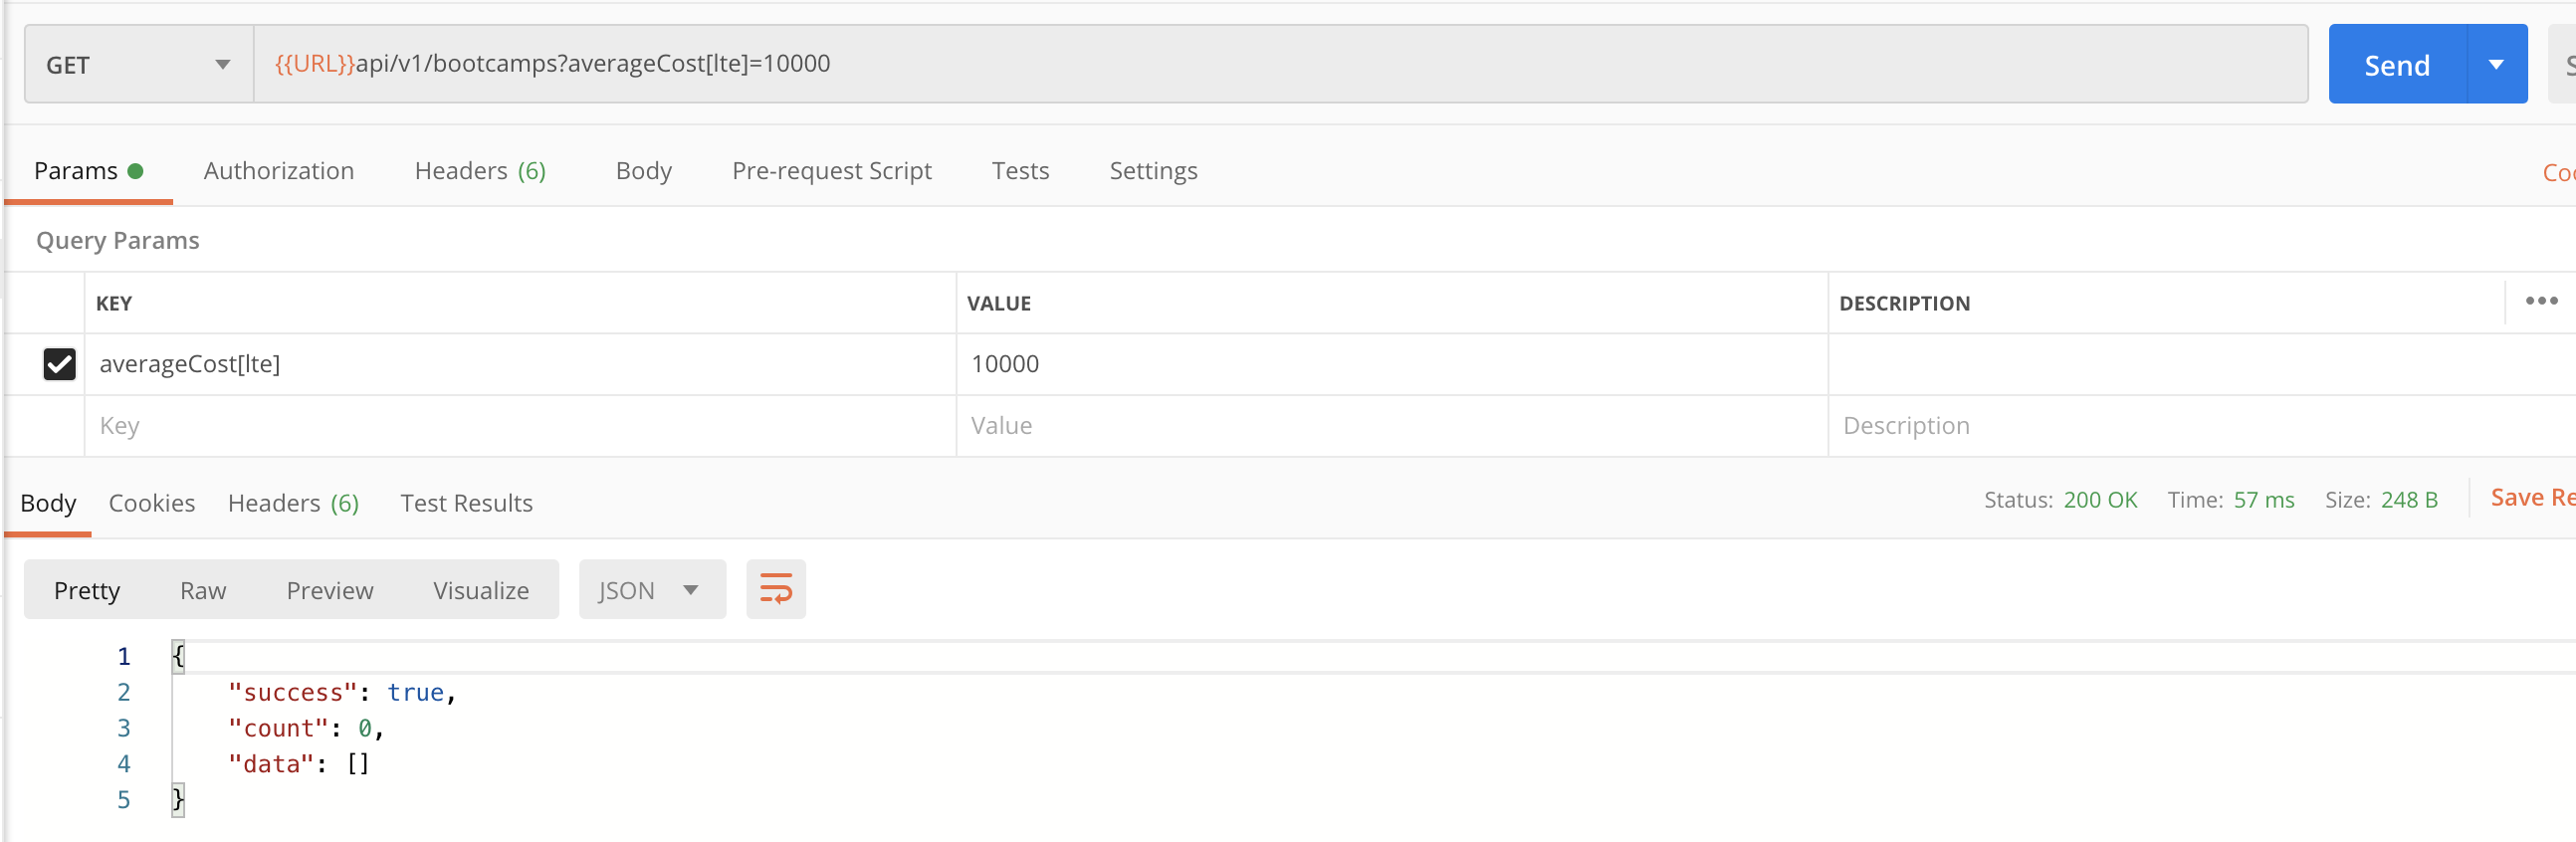 GET {{URL}}api/v1/bootcamps?averageCost[lte]=10000 Send S
Params Authorization Headers (6) Body Pre-request Script Tests Settings Coo
Query Params
KEY VALUE DESCRIPTION
averageCost[lte] 10000
Key Value Description
Body Cookies Headers (6) Test Results Status: 200 OK Time: 57 ms Size: 248 B Save Re
Pretty Raw Preview Visualize JSON
1 {
2 "success": true,
3 "count": 0,
4 "data": []
5 }